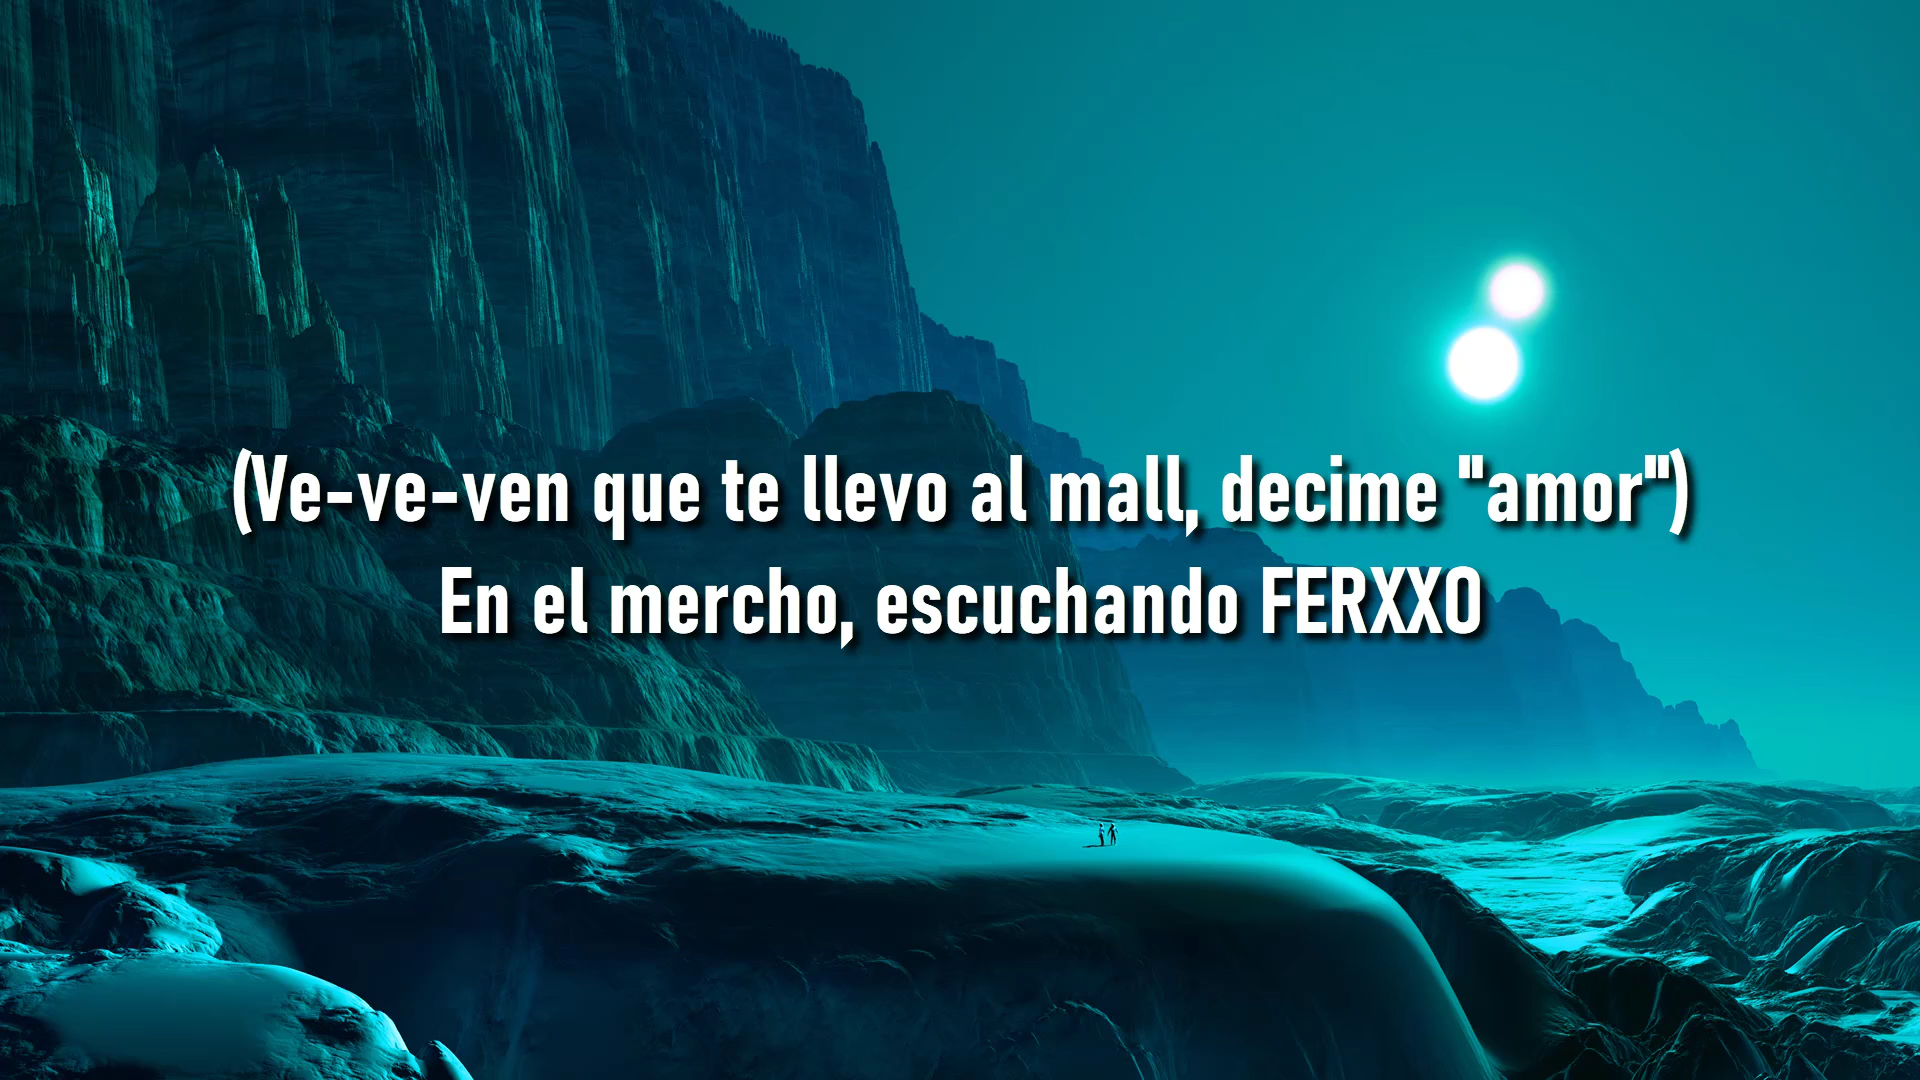 (Ve-ve-ven que te llevo al mall, decime "amor")
En el mercho, escuchando FERXXO